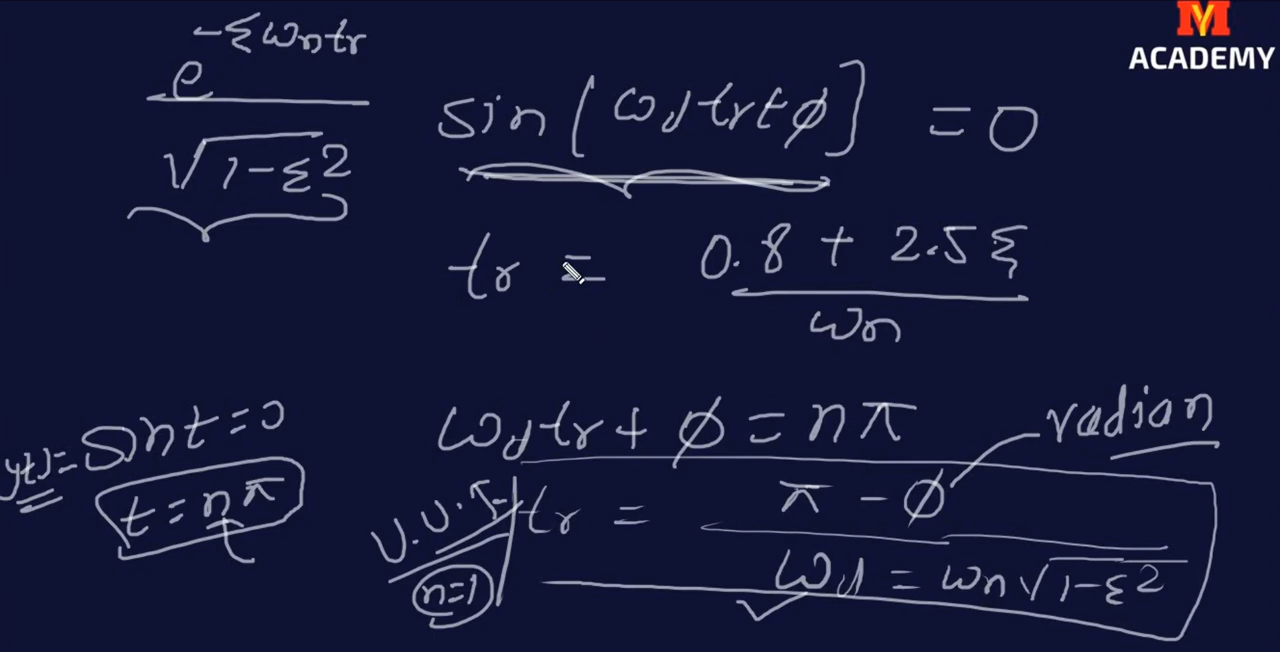 M
ACADEMY
e^{-ξωntr} / √1-ξ² sin[ωdtr+φ] = 0
tr = 0.8 + 2.5ξ / ωn
y(t) = sint = 0
t = nπ
ωdtr + φ = nπ
radian
V.V.I
n=1
tr = π - φ / ωd = ωn√1-ξ²